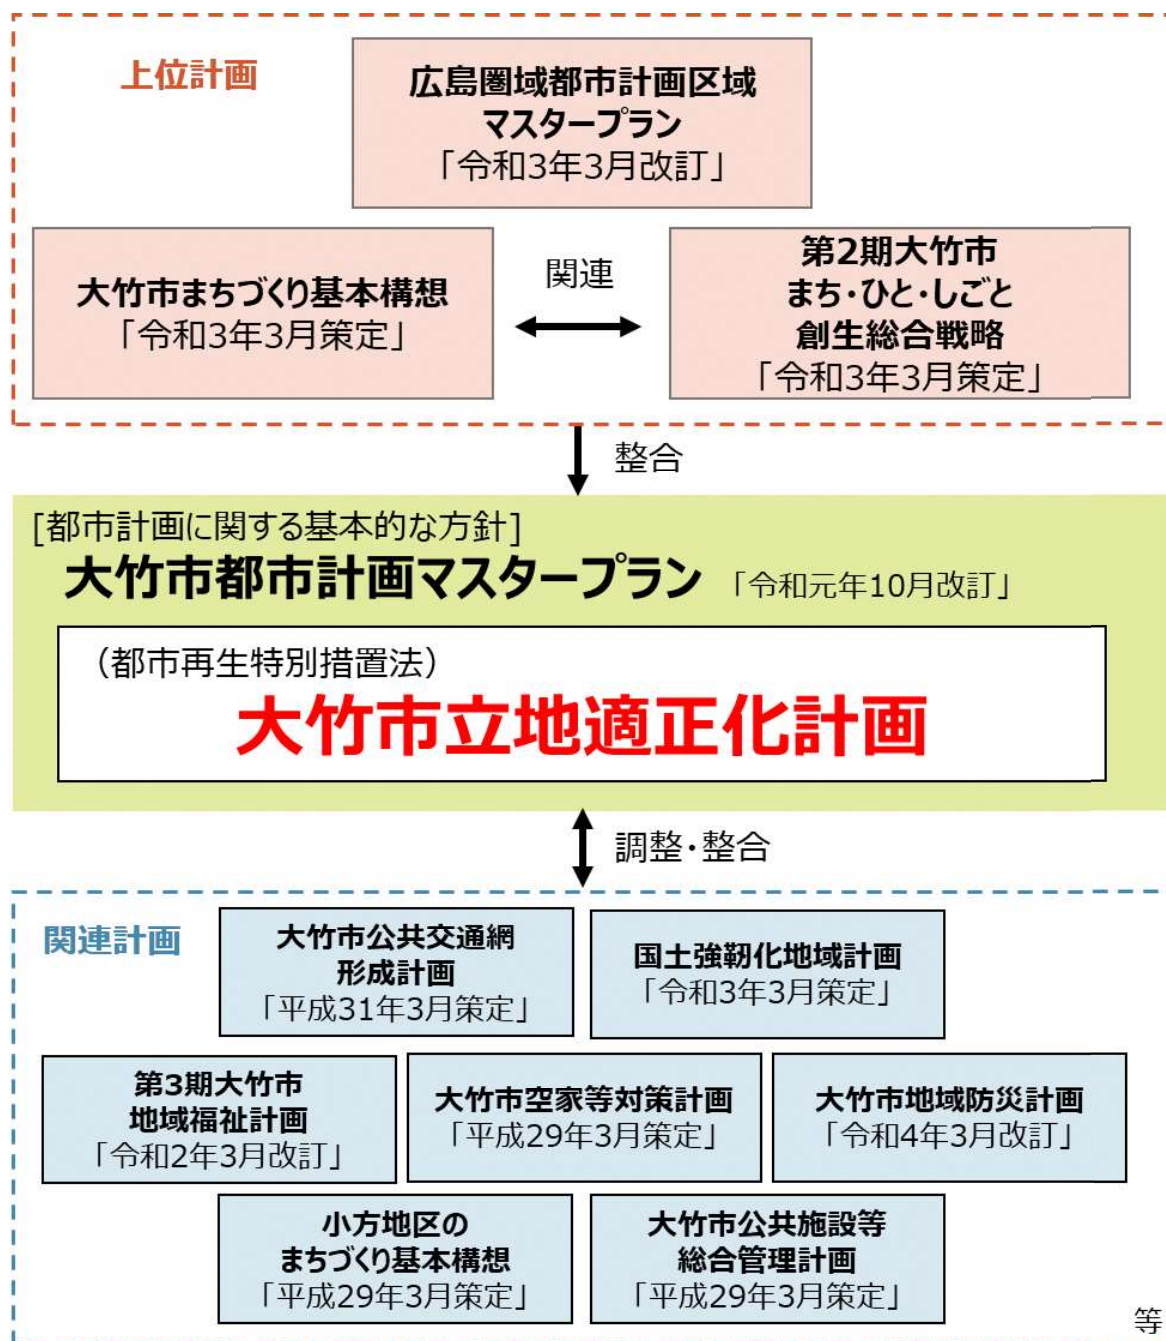 上位計画
広島圏域都市計画区域
マスタープラン
「令和3年3月改訂」
大竹市まちづくり基本構想
「令和3年3月策定」
関連
第2期大竹市
まち・ひと・しごと
創生総合戦略
「令和3年3月策定」
整合
[都市計画に関する基本的な方針]
大竹市都市計画マスタープラン 「令和元年10月改訂」
（都市再生特別措置法）
大竹市立地適正化計画
調整・整合
関連計画
大竹市公共交通網
形成計画
「平成31年3月策定」
国土強靭化地域計画
「令和3年3月策定」
第3期大竹市
地域福祉計画
「令和2年3月改訂」
大竹市空家等対策計画
「平成29年3月策定」
大竹市地域防災計画
「令和4年3月改訂」
小方地区の
まちづくり基本構想
「平成29年3月策定」
大竹市公共施設等
総合管理計画
「平成29年3月策定」
等